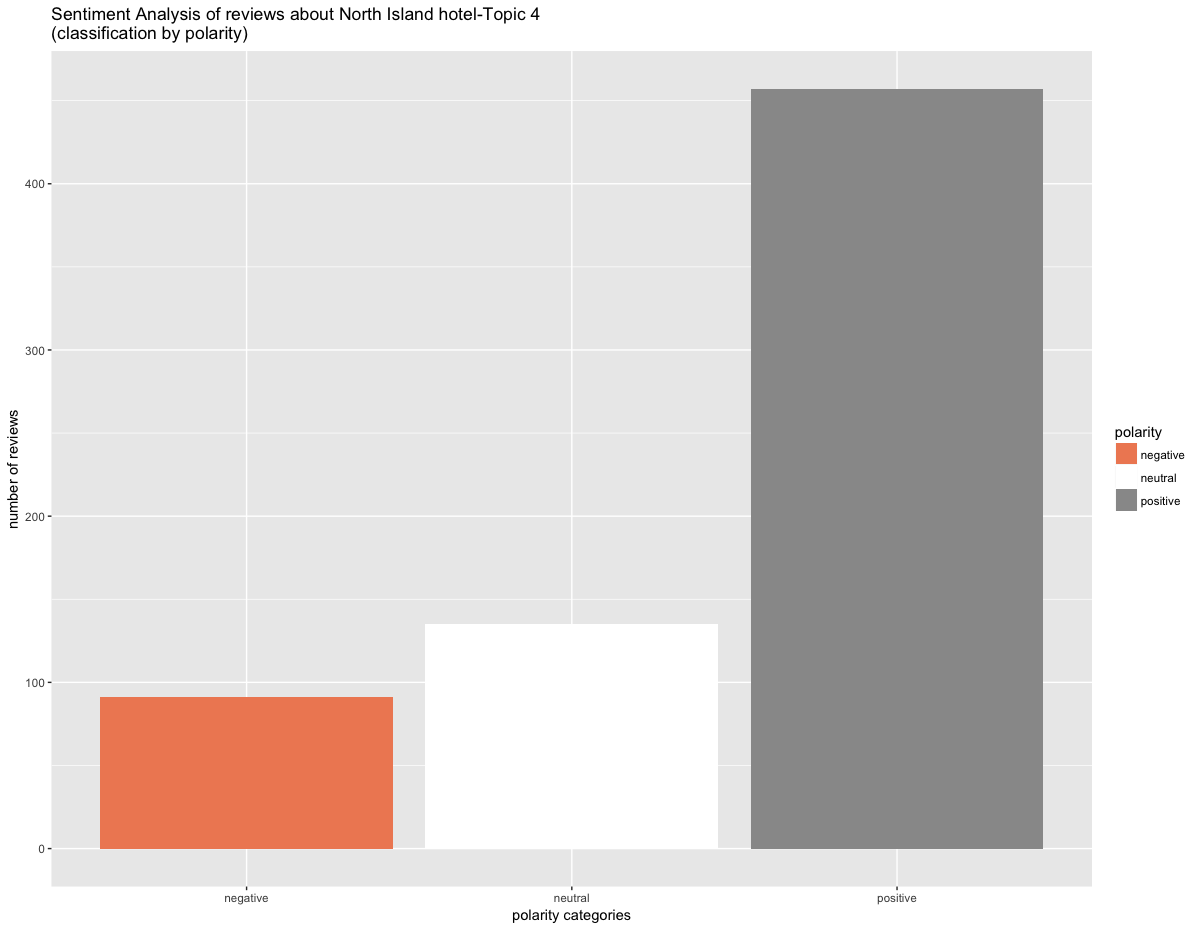 Sentiment Analysis of reviews about North Island hotel-Topic 4
(classification by polarity)
400
300
200
100
0
number of reviews
negative
neutral
positive
polarity categories
polarity
negative
neutral
positive